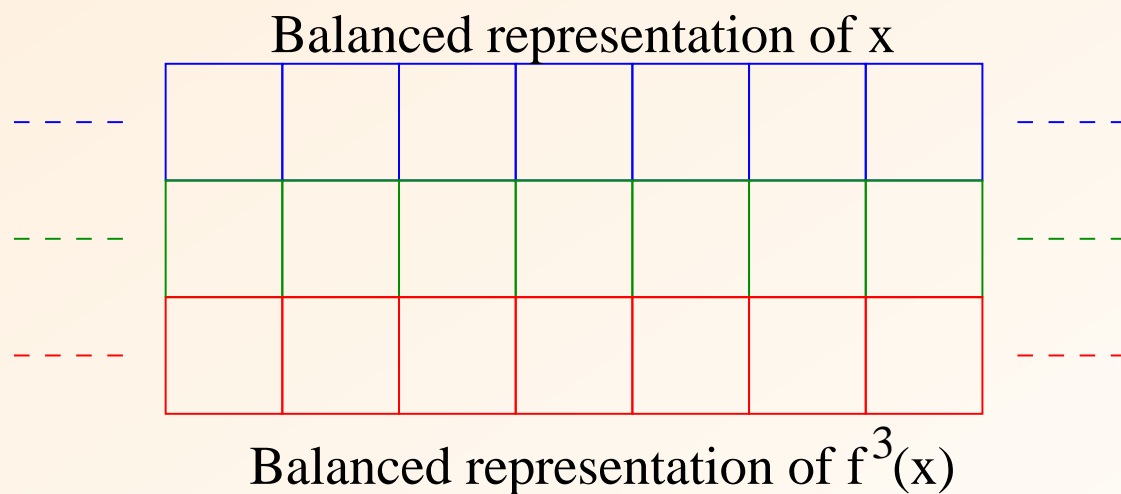 Balanced representation of x
Balanced representation of f³(x)